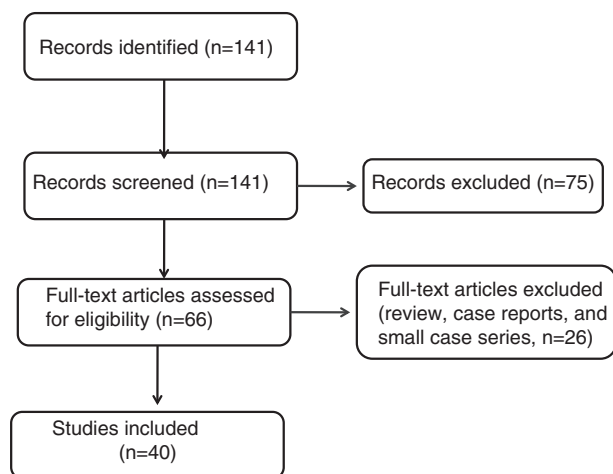 Records identified (n=141)
Records screened (n=141)
Records excluded (n=75)
Full-text articles assessed
for eligibility (n=66)
Full-text articles excluded
(review, case reports, and
small case series, n=26)
Studies included
(n=40)